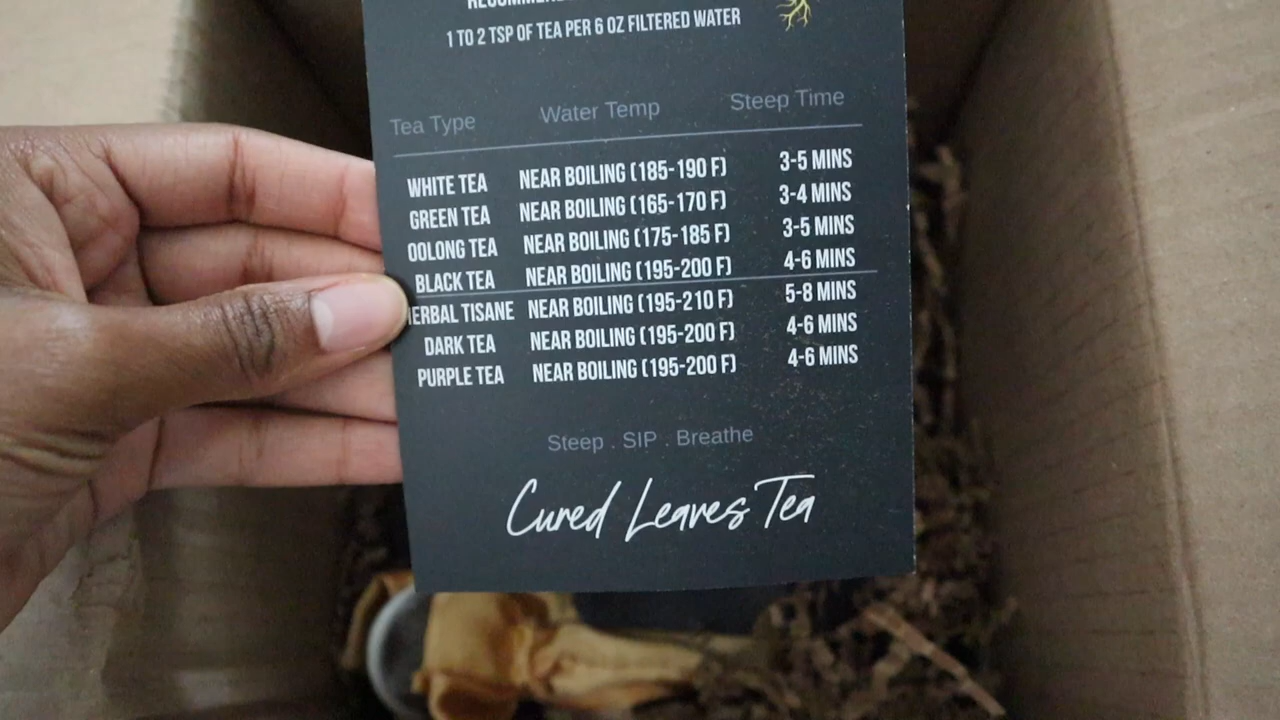 1 TO 2 TSP OF TEA PER 6 OZ FILTERED WATER
Tea Type Water Temp Steep Time
WHITE TEA NEAR BOILING (185-190 F) 3-5 MINS
GREEN TEA NEAR BOILING (165-170 F) 3-4 MINS
OOLONG TEA NEAR BOILING (175-185 F) 3-5 MINS
BLACK TEA NEAR BOILING (195-200 F) 4-6 MINS
HERBAL TISANE NEAR BOILING (195-210 F) 5-8 MINS
DARK TEA NEAR BOILING (195-200 F) 4-6 MINS
PURPLE TEA NEAR BOILING (195-200 F) 4-6 MINS
Steep . SIP . Breathe
Cured Leaves Tea